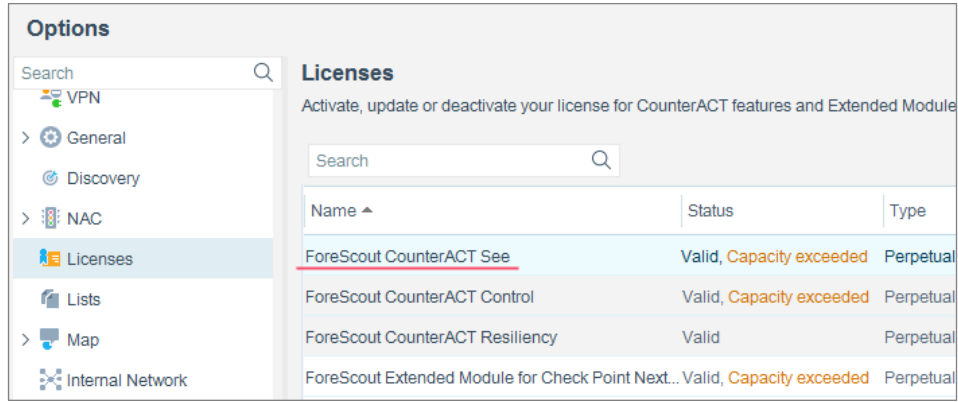 Options
Search
VPN
General
Discovery
NAC
Licenses
Lists
Map
Internal Network
Licenses
Activate, update or deactivate your license for CounterACT features and Extended Module
Search
Name Status Type
ForeScout CounterACT See Valid, Capacity exceeded Perpetual
ForeScout CounterACT Control Valid, Capacity exceeded Perpetual
ForeScout CounterACT Resiliency Valid Perpetual
ForeScout Extended Module for Check Point Next... Valid, Capacity exceeded Perpetual